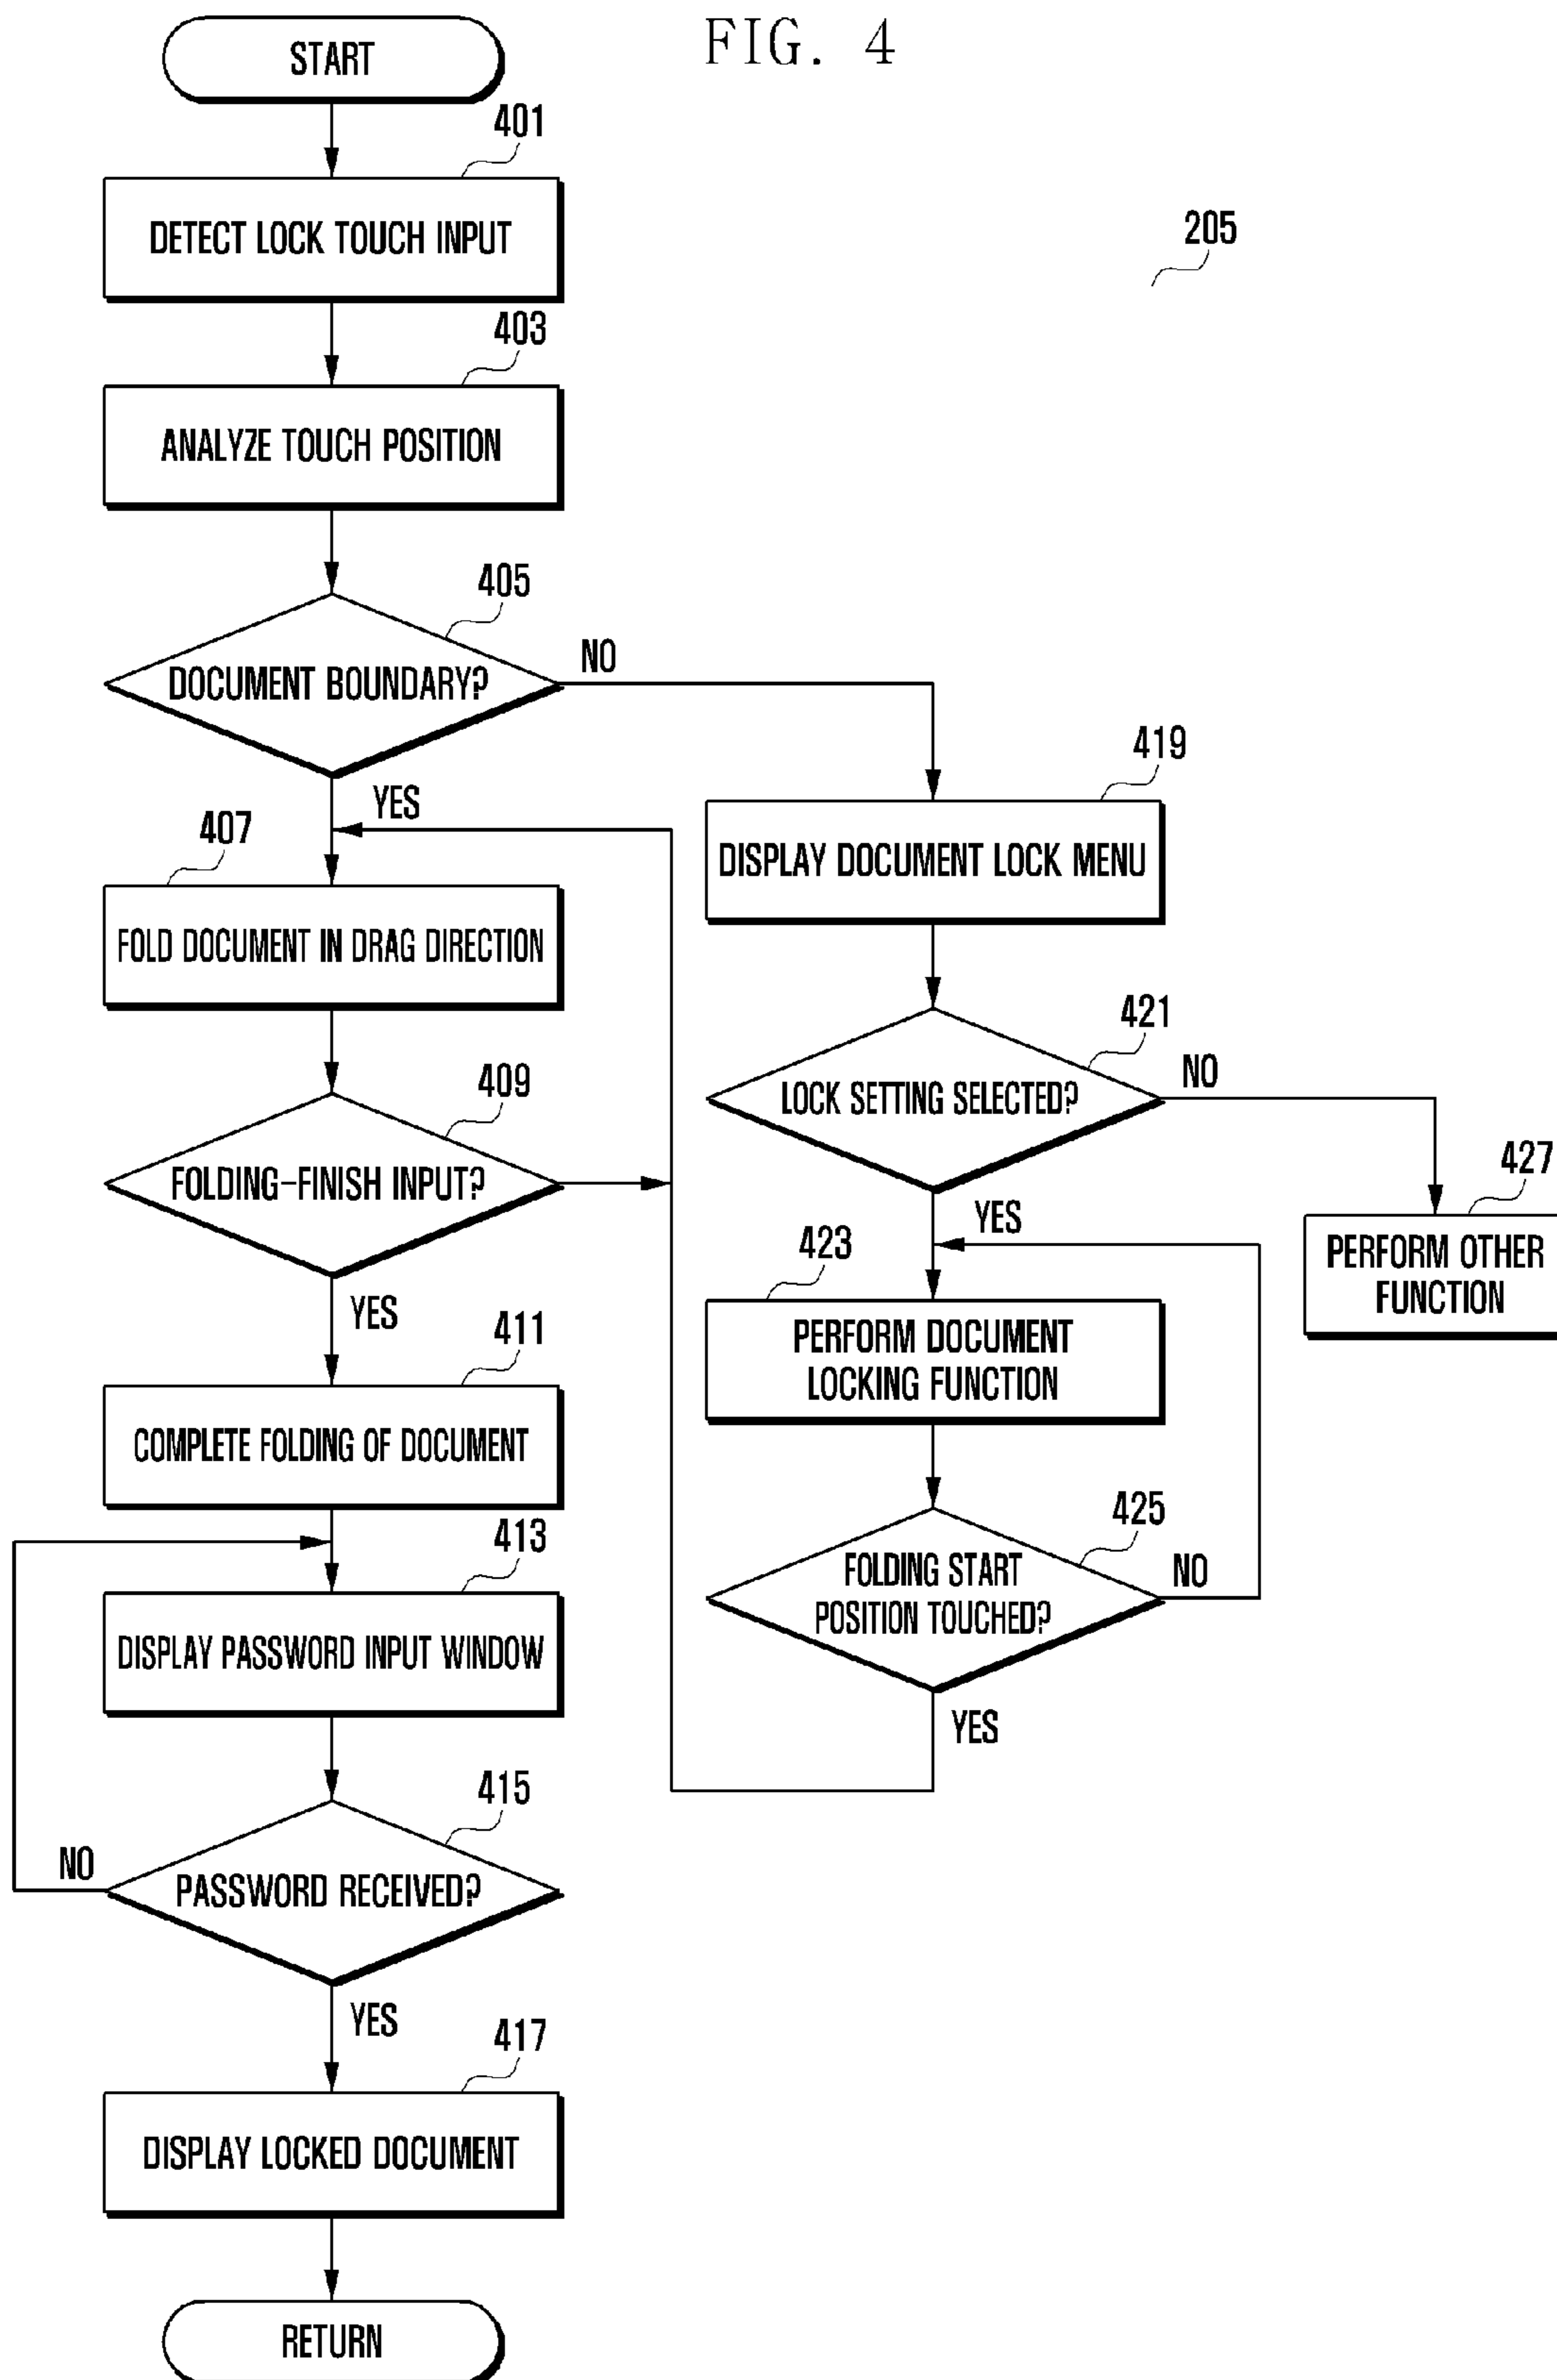 FIG. 4
START
401
DETECT LOCK TOUCH INPUT
205
403
ANALYZE TOUCH POSITION
405
DOCUMENT BOUNDARY?
NO
YES
407
FOLD DOCUMENT IN DRAG DIRECTION
409
FOLDING-FINISH INPUT?
YES
411
COMPLETE FOLDING OF DOCUMENT
413
DISPLAY PASSWORD INPUT WINDOW
415
PASSWORD RECEIVED?
NO
YES
417
DISPLAY LOCKED DOCUMENT
RETURN
419
DISPLAY DOCUMENT LOCK MENU
421
LOCK SETTING SELECTED?
NO
YES
423
PERFORM DOCUMENT
LOCKING FUNCTION
425
FOLDING START
POSITION TOUCHED?
NO
YES
427
PERFORM OTHER
FUNCTION